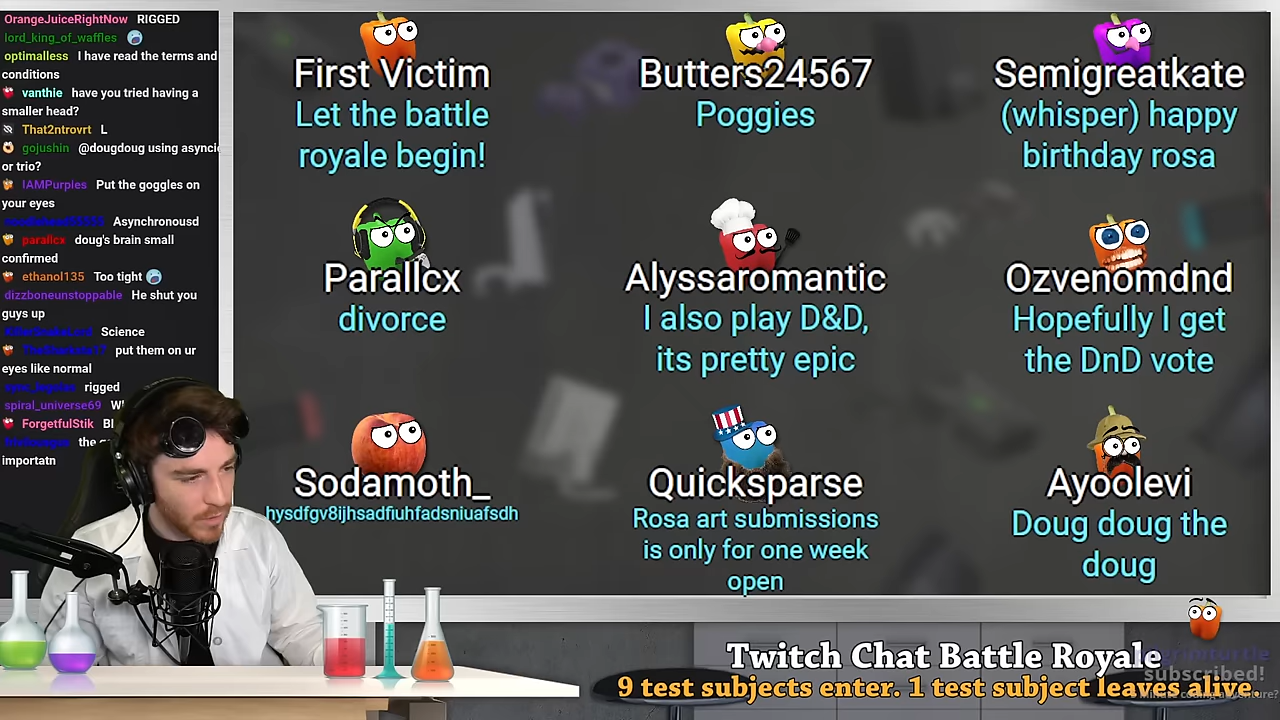 OrangeJuiceRightNow RIGGED
lord_king_of_waffles
optimalless I have read the terms and
conditions
vanthie have you tried having a
smaller head?
That2ntrovrt L
gojushin @dougdoug using asynci
or trio?
IAMPurples Put the goggles on
your eyes
Asynchronousd
parallcx doug's brain small
confirmed
ethanol135 Too tight
dizzboneunstoppable He shut you
guys up
Science
put them on ur
eyes like normal
rigged
spiral_universe69
ForgetfulStik
the
importatn
First Victim
Let the battle
royale begin!
Butters24567
Poggies
Semigreatkate
(whisper) happy
birthday rosa
Parallcx
divorce
Alyssaromantic
I also play D&D,
its pretty epic
Ozvenomdnd
Hopefully I get
the DnD vote
Sodamoth_
hysdfgv8ijhsadfiuhfadsniuafsdh
Quicksparse
Rosa art submissions
is only for one week
open
Ayoolevi
Doug doug the
doug
Twitch Chat Battle Royale
9 test subjects enter. 1 test subject leaves alive.
subscribed!